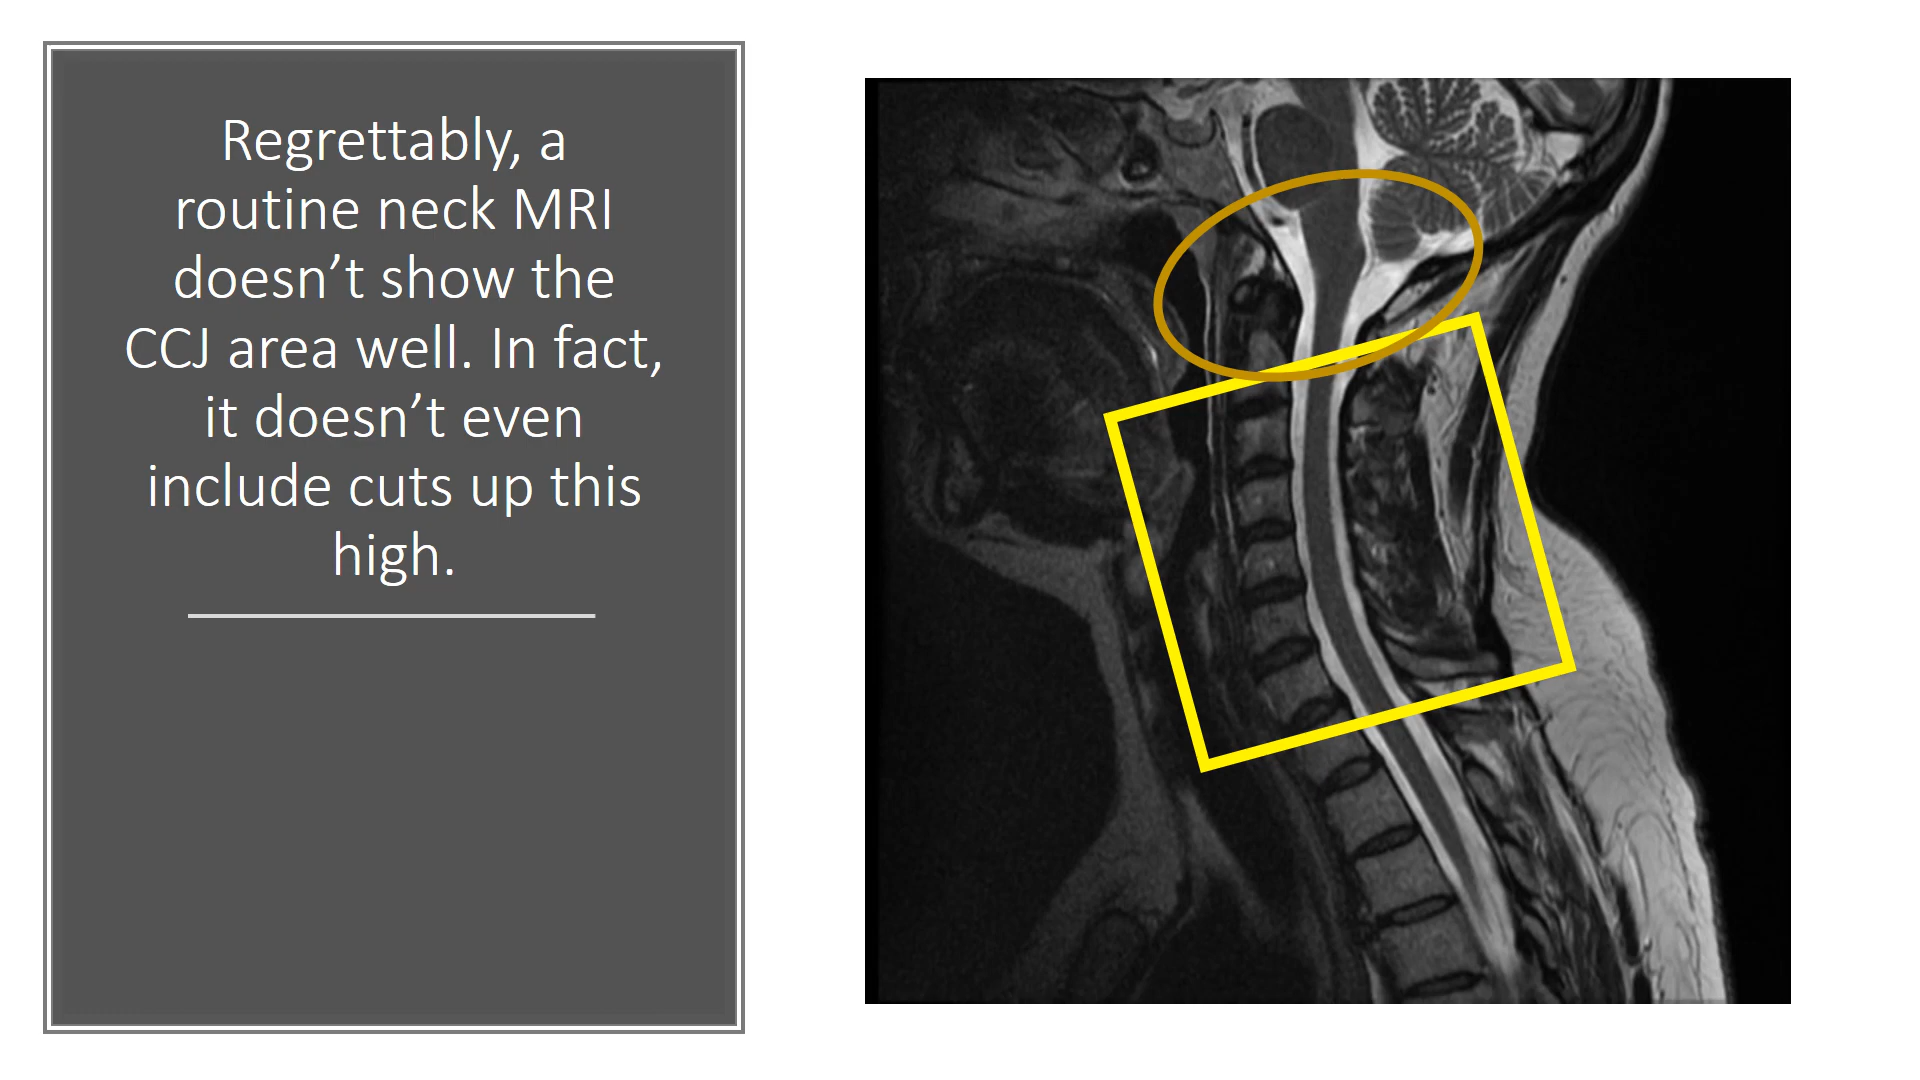 Regrettably, a
routine neck MRI
doesn’t show the
CCJ area well. In fact,
it doesn’t even
include cuts up this
high.